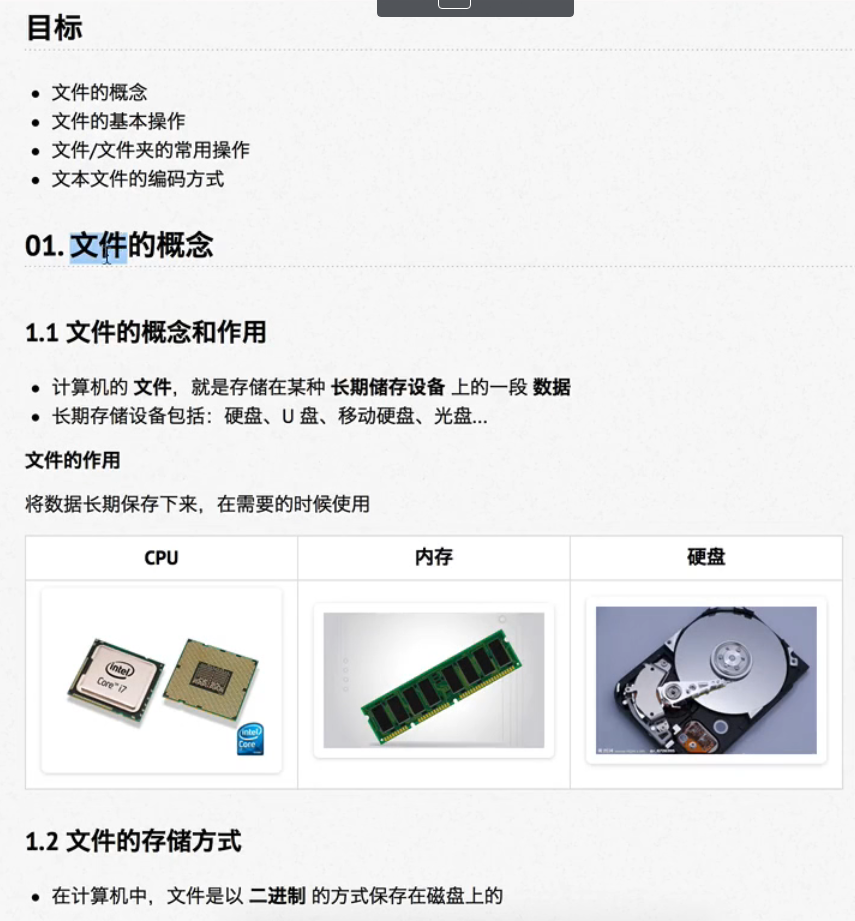 目标
文件的概念
文件的基本操作
文件/文件夹的常用操作
文本文件的编码方式
01. 文件的概念
1.1 文件的概念和作用
计算机的 文件，就是存储在某种 长期储存设备 上的一段 数据
长期存储设备包括：硬盘、U 盘、移动硬盘、光盘...
文件的作用
将数据长期保存下来，在需要的时候使用
CPU
内存
硬盘
intel
Core™ i7
intel
Core
1.2 文件的存储方式
在计算机中，文件是以 二进制 的方式保存在磁盘上的